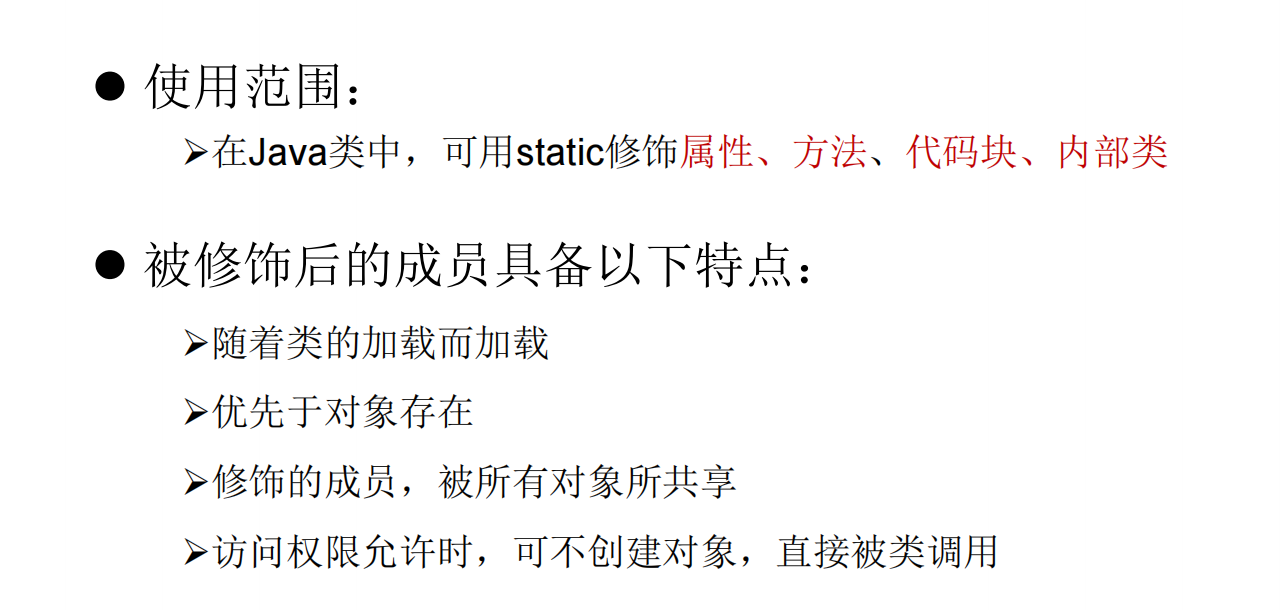 ● 使用范围：
➢在Java类中，可用static修饰属性、方法、代码块、内部类
● 被修饰后的成员具备以下特点：
➢随着类的加载而加载
➢优先于对象存在
➢修饰的成员，被所有对象所共享
➢访问权限允许时，可不创建对象，直接被类调用